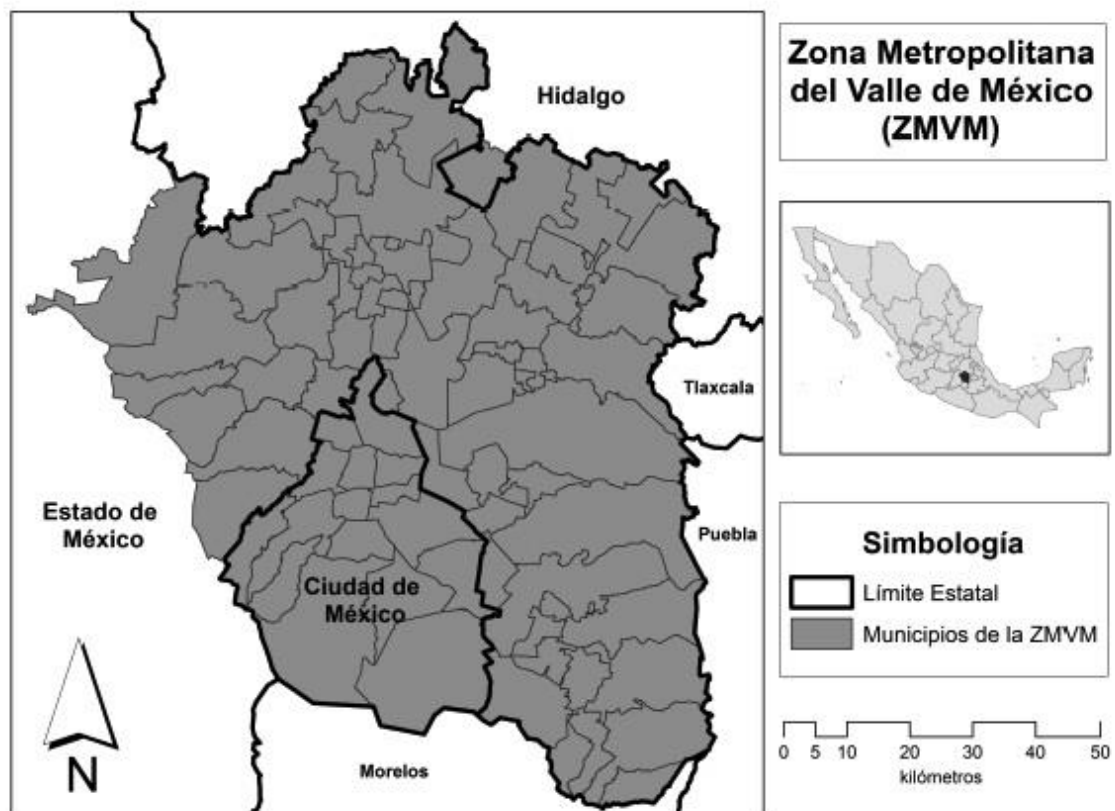 Zona Metropolitana
del Valle de México
(ZMVM)
Hidalgo
Tlaxcala
Estado de
México
Puebla
Ciudad de
México
Morelos
N
Simbología
Límite Estatal
Municipios de la ZMVM
0 5 10 20 30 40 50
kilómetros